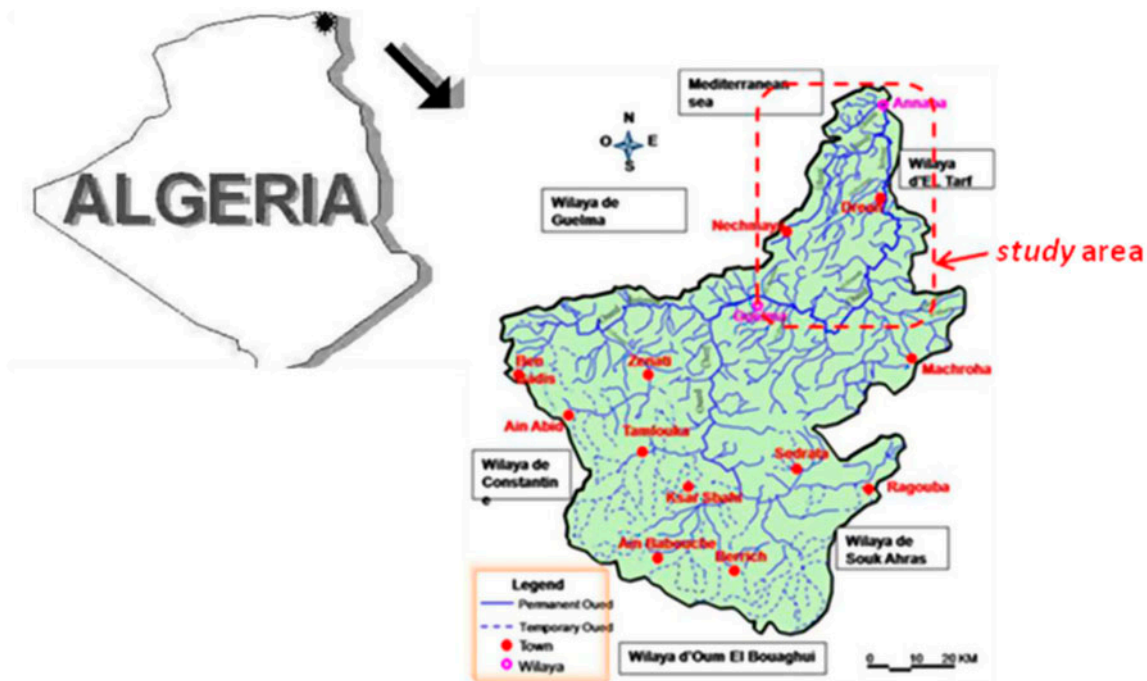 ALGERIA
Mediterranean
sea
Annaba
N
O E
S
Wilaya
d'EL Tarf
Wilaya de
Guelma
Drean
Nechmaya
study area
Guelma
Ben
Badis
Zenati
Machroha
Ain Abid
Tamlouka
Sedrata
Wilaya de
Constantin
e
Ksar Sbahi
Ragouba
Oued
Wilaya de
Souk Ahras
Ain Babouche
Berrich
Legend
Permanent Oued
Temporary Oued
Town
Wilaya
Wilaya d'Oum El Bouaghui
0 10 20 KM